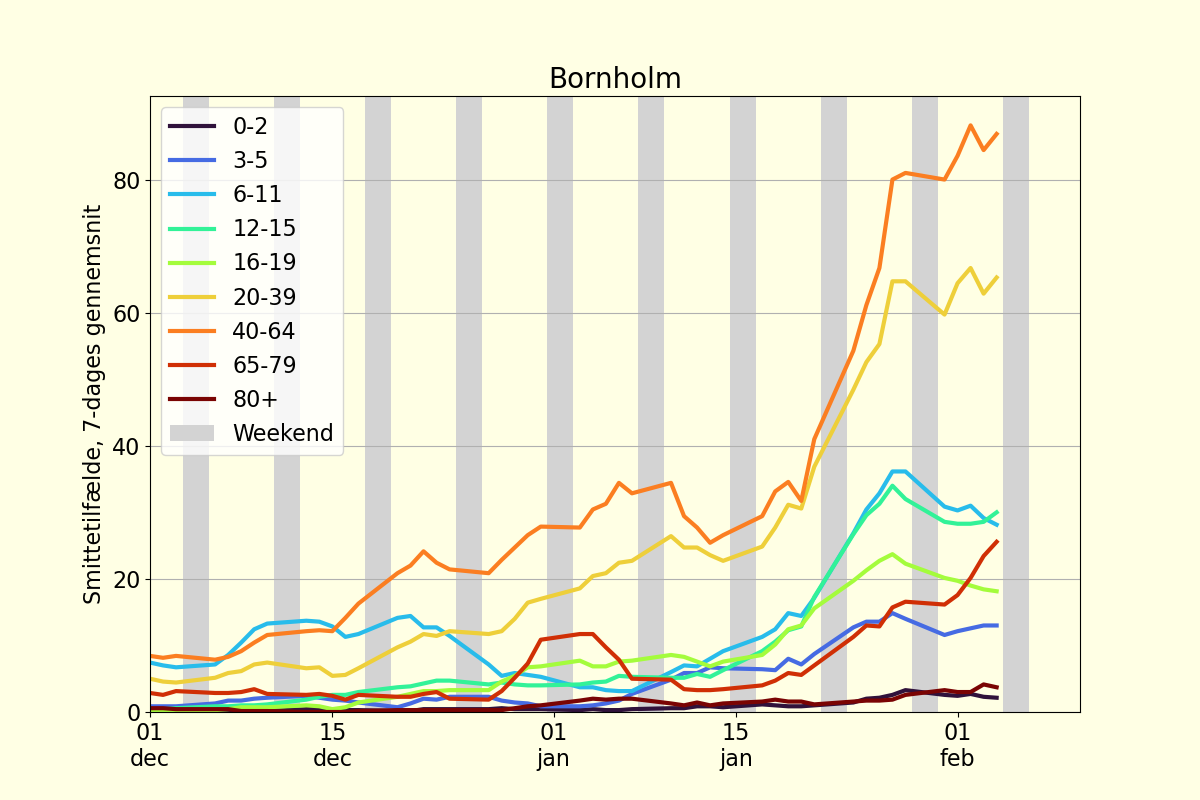 Bornholm
Smittetilfælde, 7-dages gennemsnit
80
60
40
20
0
0-2
3-5
6-11
12-15
16-19
20-39
40-64
65-79
80+
Weekend
01 dec
15 dec
01 jan
15 jan
01 feb